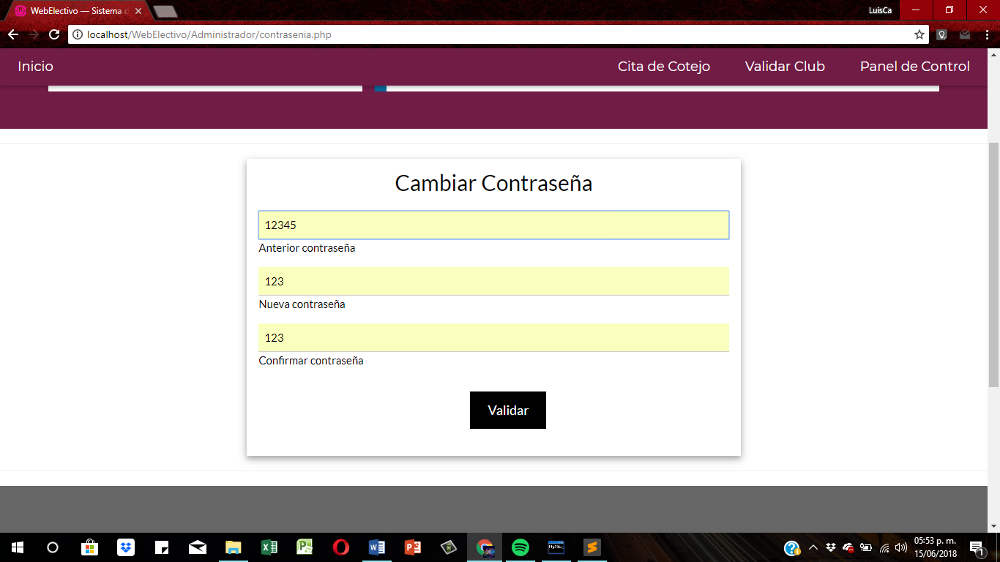 WebElectivo — Sistema d
LuisCa
localhost/WebElectivo/Administrador/contrasenia.php
Inicio
Cita de Cotejo
Validar Club
Panel de Control
Cambiar Contraseña
12345
Anterior contraseña
123
Nueva contraseña
123
Confirmar contraseña
Validar
05:53 p. m.
15/06/2018
1